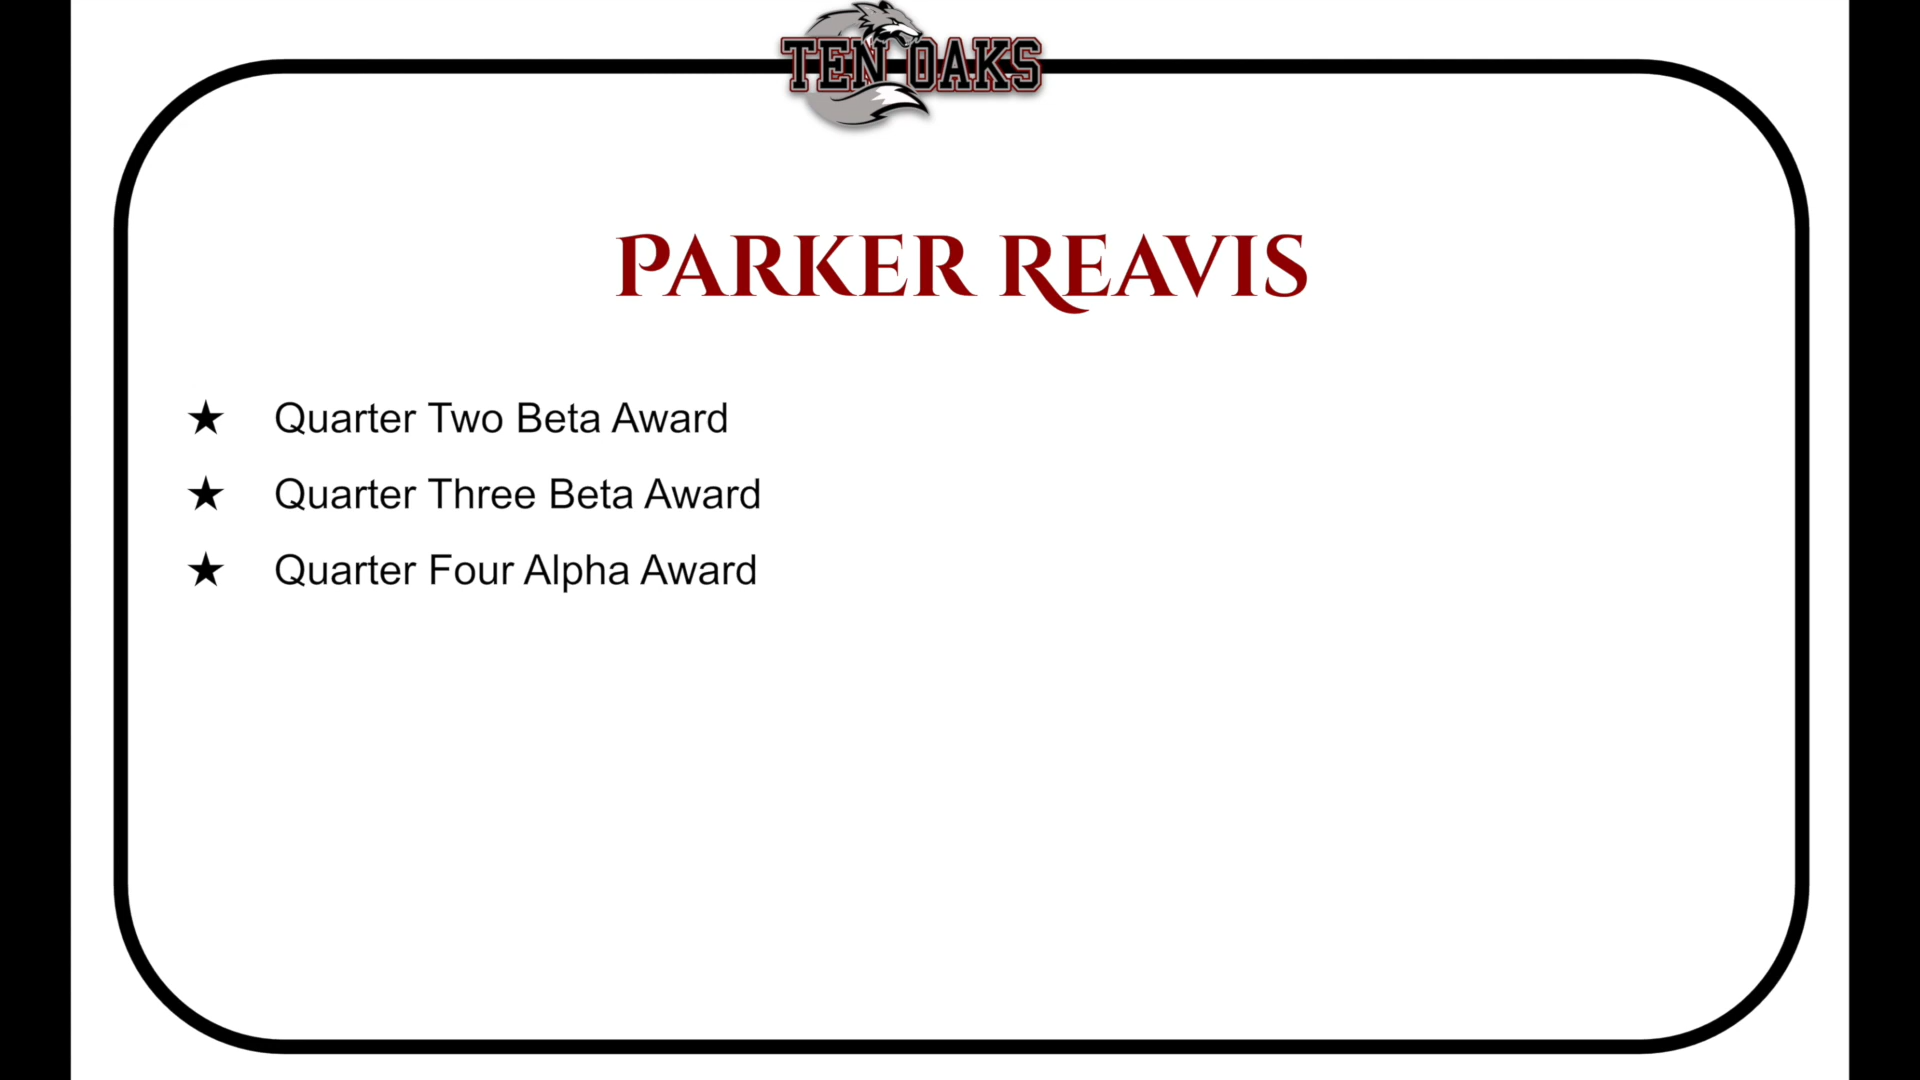 TEN OAKS
PARKER REAVIS
★ Quarter Two Beta Award
★ Quarter Three Beta Award
★ Quarter Four Alpha Award